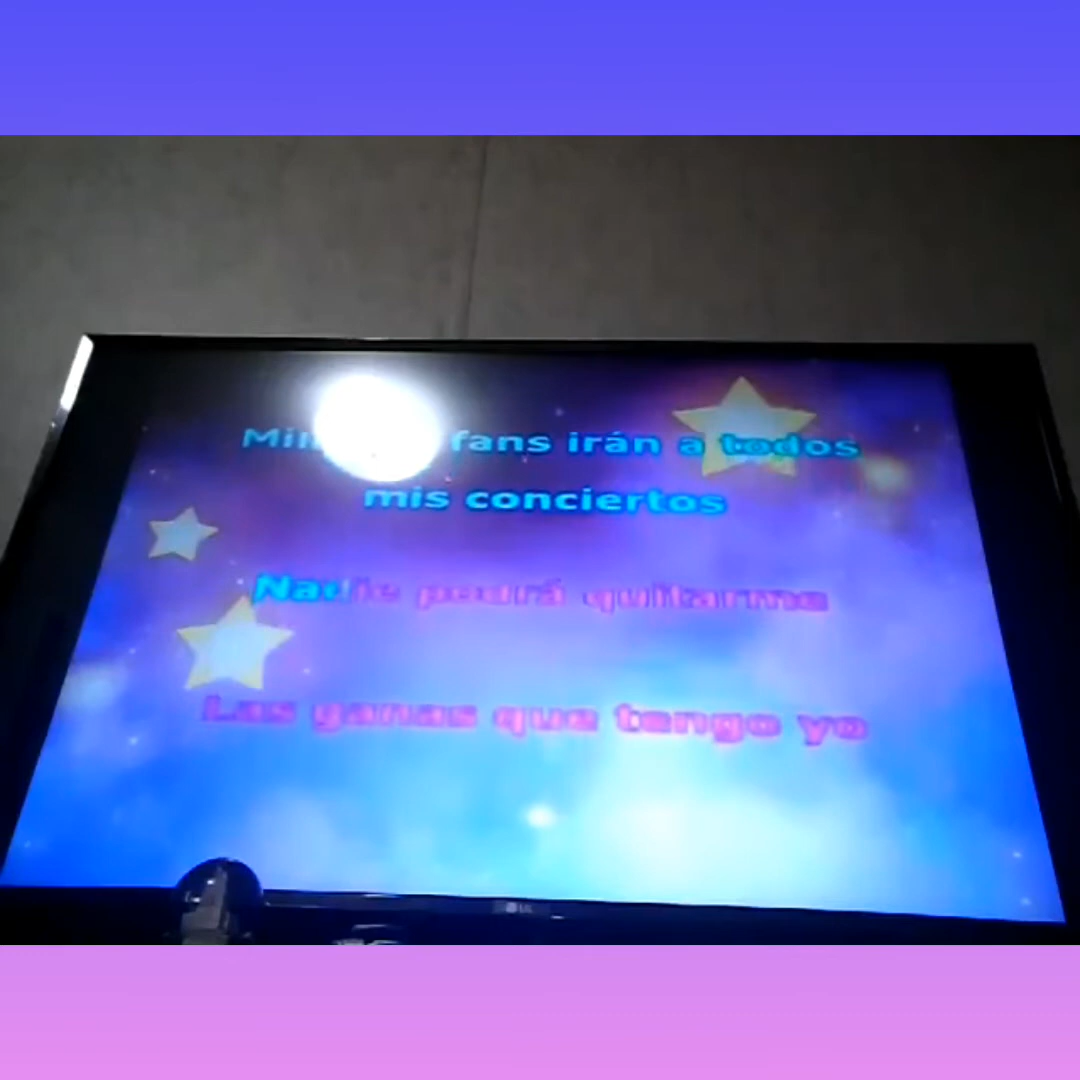 fans irán a todos
mis conciertos
Nadie podrá quitarme
Las ganas que tengo yo